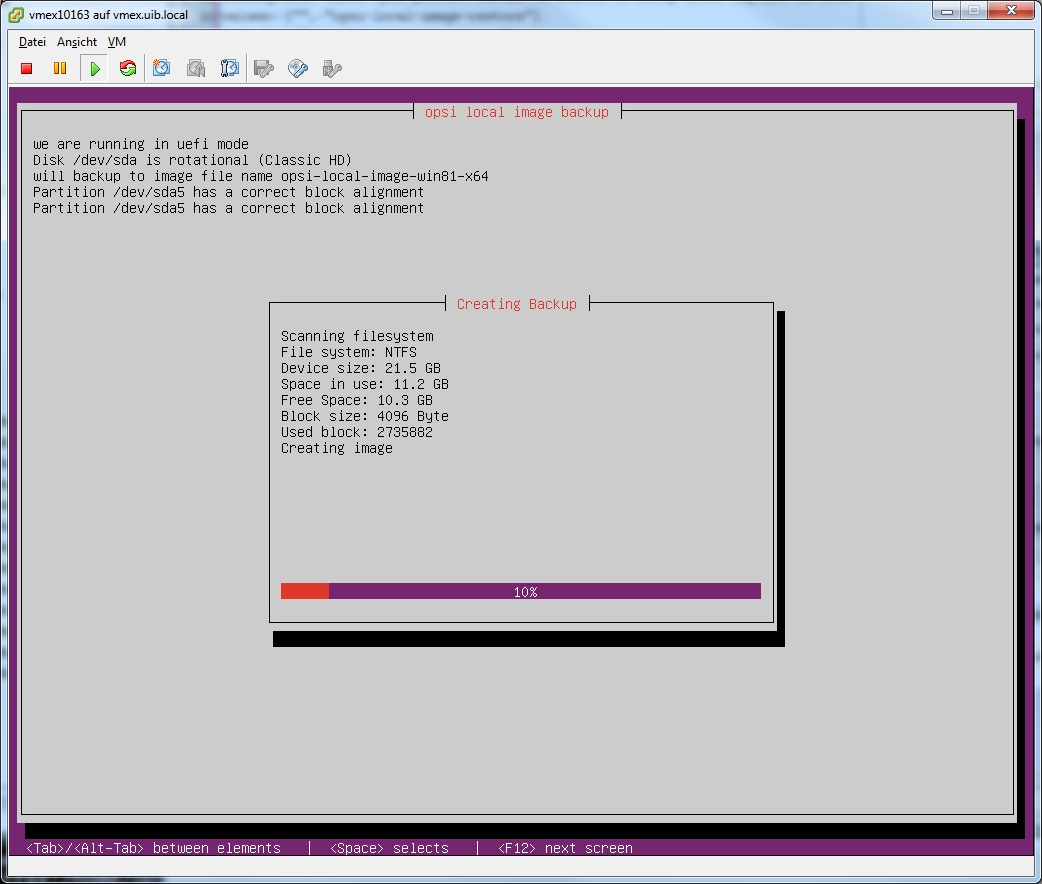 vmex10163 auf vmex.uib.local
Datei Ansicht VM
opsi local image backup
we are running in uefi mode
Disk /dev/sda is rotational (Classic HD)
will backup to image file name opsi-local-image-win81-x64
Partition /dev/sda5 has a correct block alignment
Partition /dev/sda5 has a correct block alignment
Creating Backup
Scanning filesystem
File system: NTFS
Device size: 21.5 GB
Space in use: 11.2 GB
Free Space: 10.3 GB
Block size: 4096 Byte
Used block: 2735882
Creating image
10%
<Tab>/<Alt-Tab> between elements | <Space> selects | <F12> next screen